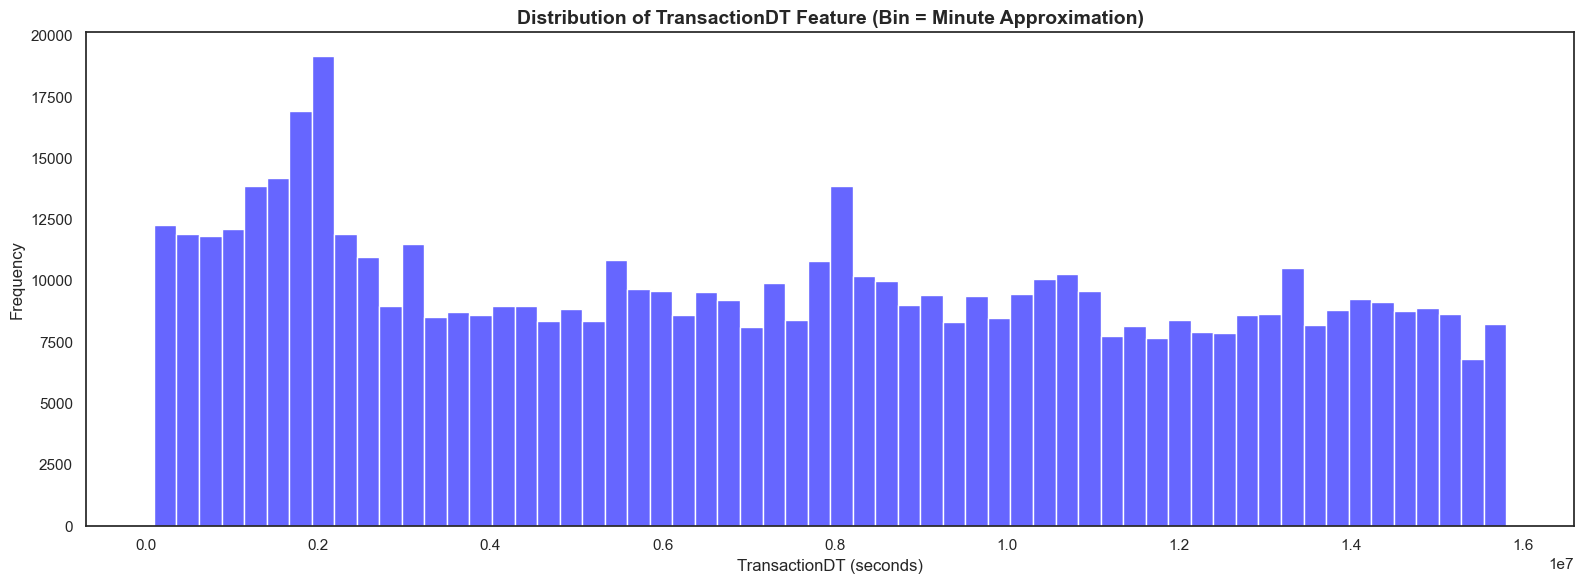 Distribution of TransactionDT Feature (Bin = Minute Approximation)
20000
17500
15000
12500
10000
7500
5000
2500
0
Frequency
0.0 0.2 0.4 0.6 0.8 1.0 1.2 1.4 1.6
1e7
TransactionDT (seconds)